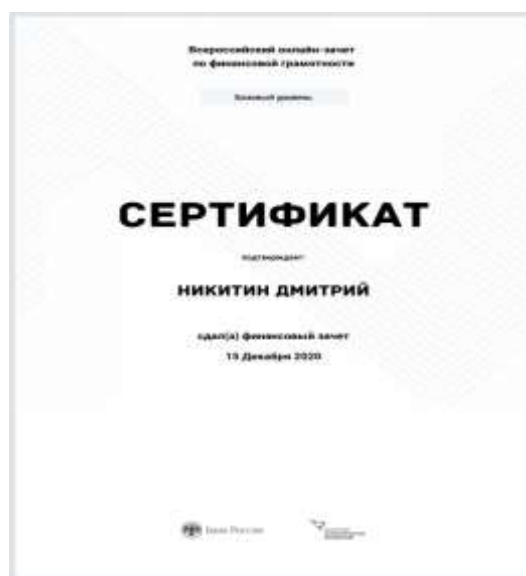 Всероссийский онлайн-зачет
по финансовой грамотности
Базовый уровень
СЕРТИФИКАТ
подтверждает
НИКИТИН ДМИТРИЙ
сдал(а) финансовый зачет
15 Декабря 2020
Банк России